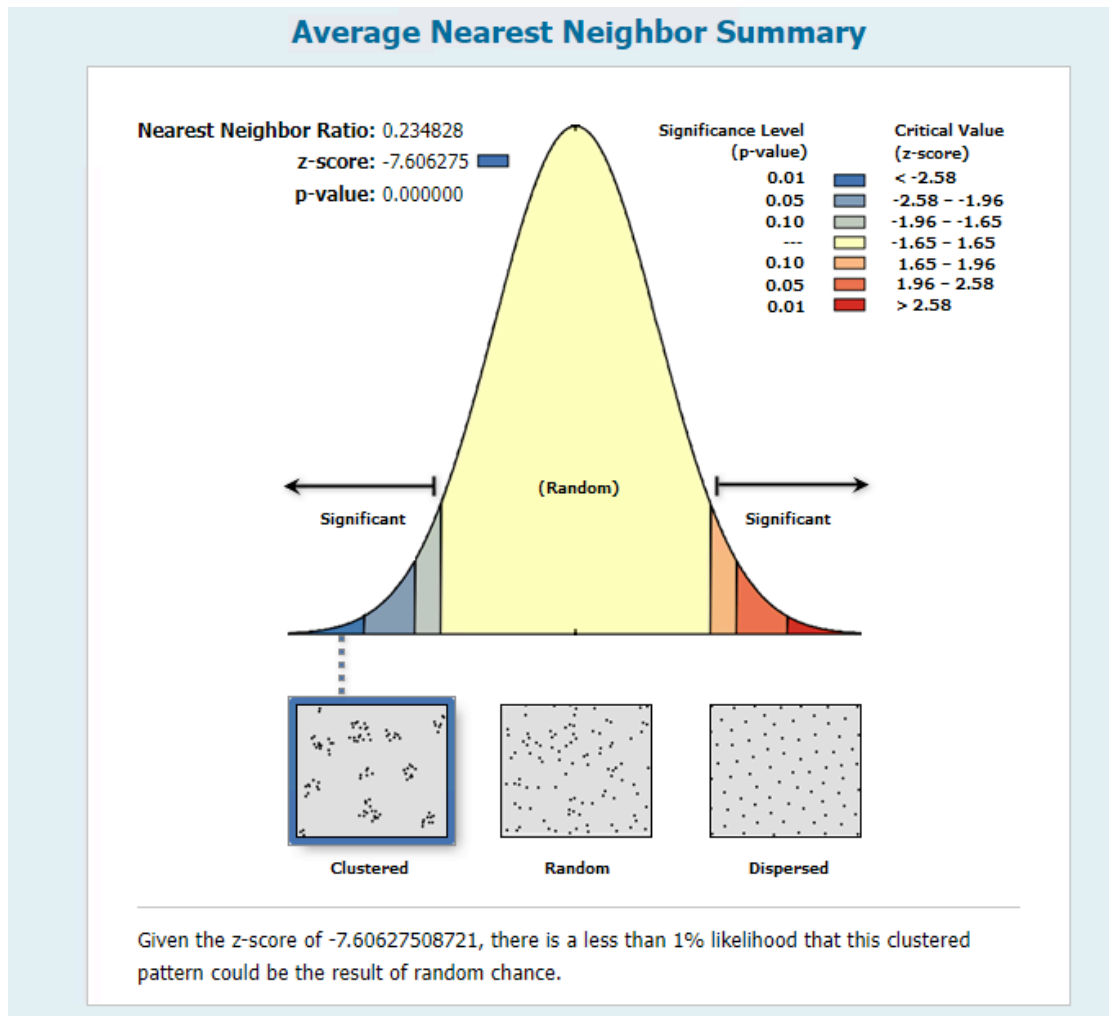 Average Nearest Neighbor Summary
Nearest Neighbor Ratio: 0.234828
z-score: -7.606275
p-value: 0.000000
Significance Level Critical Value
(p-value) (z-score)
0.01 < -2.58
0.05 -2.58 – -1.96
0.10 -1.96 – -1.65
--- -1.65 – 1.65
0.10 1.65 – 1.96
0.05 1.96 – 2.58
0.01 > 2.58
(Random)
Significant Significant
Clustered Random Dispersed
Given the z-score of -7.60627508721, there is a less than 1% likelihood that this clustered
pattern could be the result of random chance.